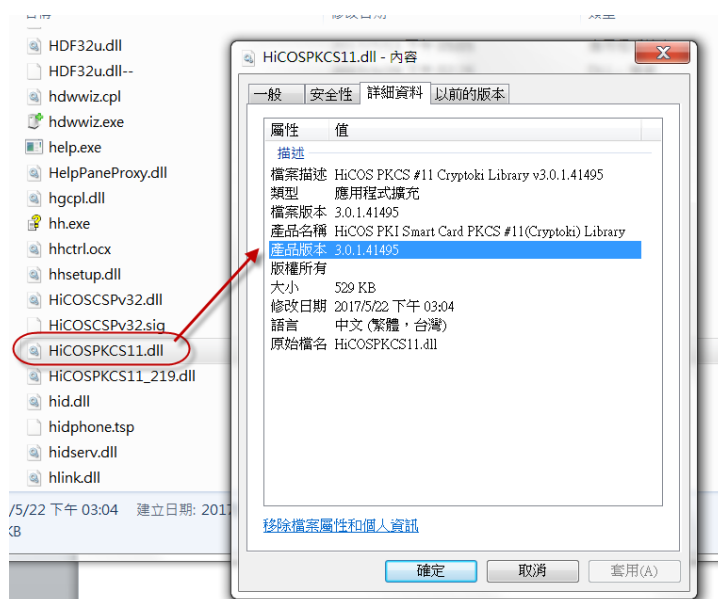 HDF32u.dll
HDF32u.dll--
hdwwiz.cpl
hdwwiz.exe
help.exe
HelpPaneProxy.dll
hgcpl.dll
hh.exe
hhctrl.ocx
hhsetup.dll
HiCOSCSPv32.dll
HiCOSCSPv32.sig
HiCOSPKCS11.dll
HiCOSPKCS11_219.dll
hid.dll
hidphone.tsp
hidserv.dll
hlink.dll
/5/22 下午 03:04 建立日期: 2017
KB
HiCOSPKCS11.dll - 內容
一般 安全性 詳細資料 以前的版本
屬性 值
描述
檔案描述 HiCOS PKCS #11 Cryptoki Library v3.0.1.41495
類型 應用程式擴充
檔案版本 3.0.1.41495
產品名稱 HiCOS PKI Smart Card PKCS #11(Cryptoki) Library
產品版本 3.0.1.41495
版權所有
大小 529 KB
修改日期 2017/5/22 下午 03:04
語言 中文 (繁體，台灣)
原始檔名 HiCOSPKCS11.dll
移除檔案屬性和個人資訊
確定 取消 套用(A)